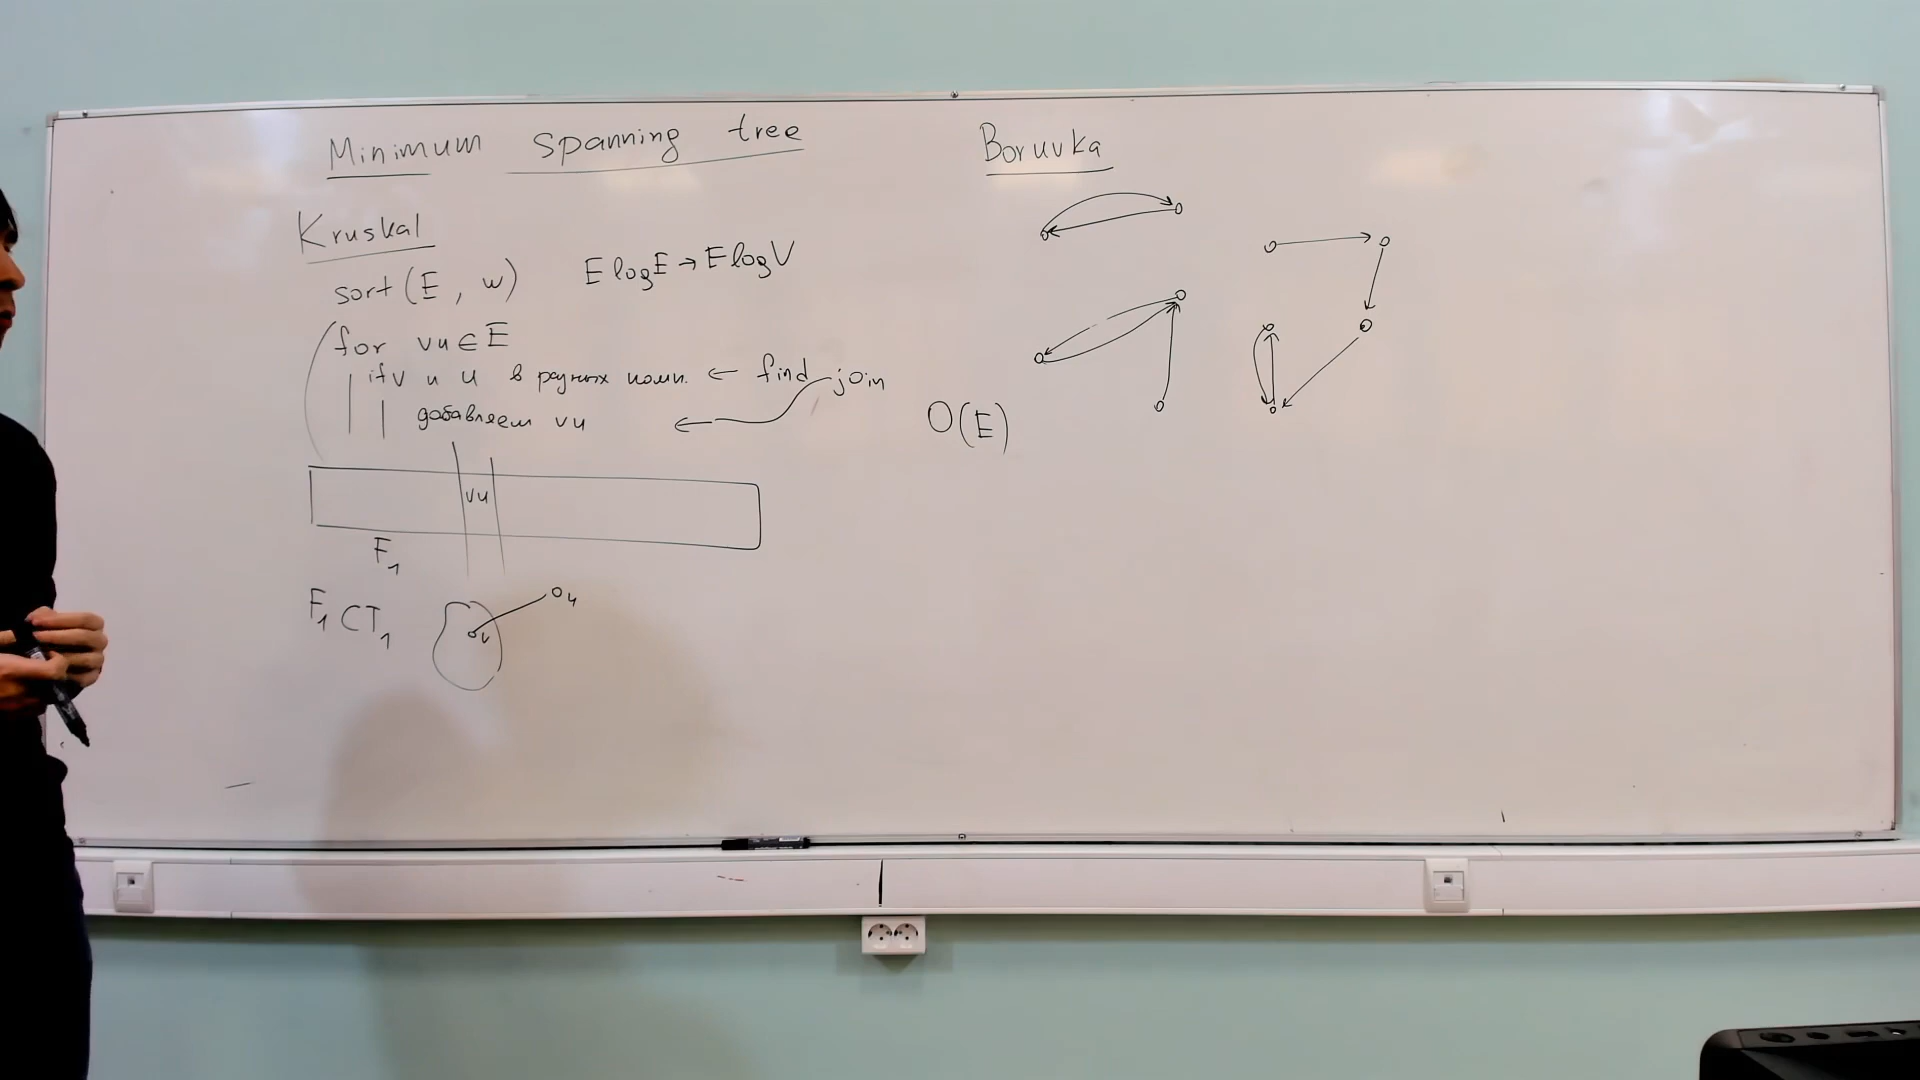 Minimum spanning tree
Kruskal
sort (E, w) E log E → E log V
for vu ∈ E
if v и u в разных комп. ← find join
добавляем vu ←
vu
F₁
F₁ ⊂ T₁
v u
Boruvka
O(E)